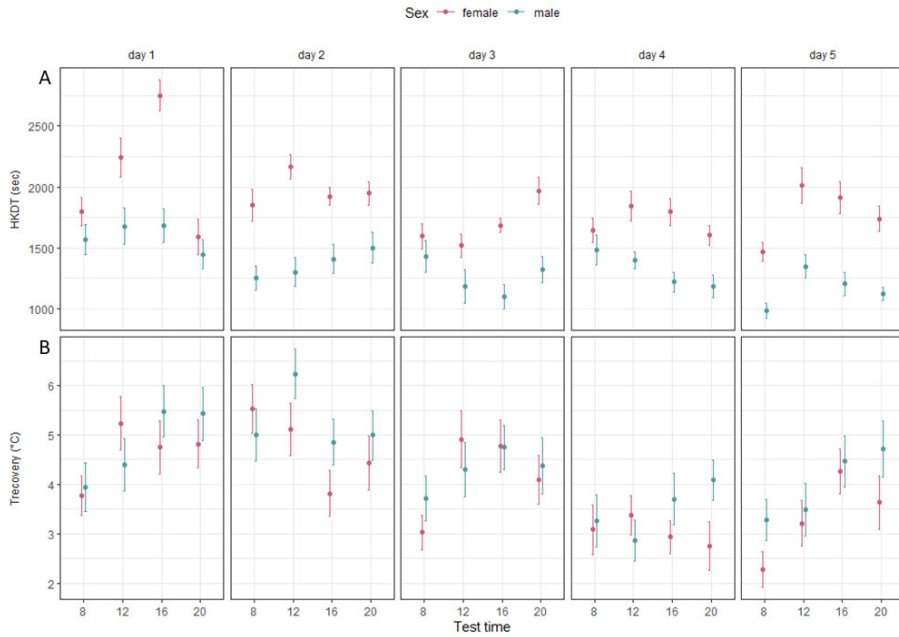 Sex female male
day 1 day 2 day 3 day 4 day 5
A
2500
2000
1500
1000
HKDT (sec)
B
6
5
4
3
2
Trecovery (°C)
8 12 16 20 8 12 16 20 8 12 16 20 8 12 16 20 8 12 16 20
Test time